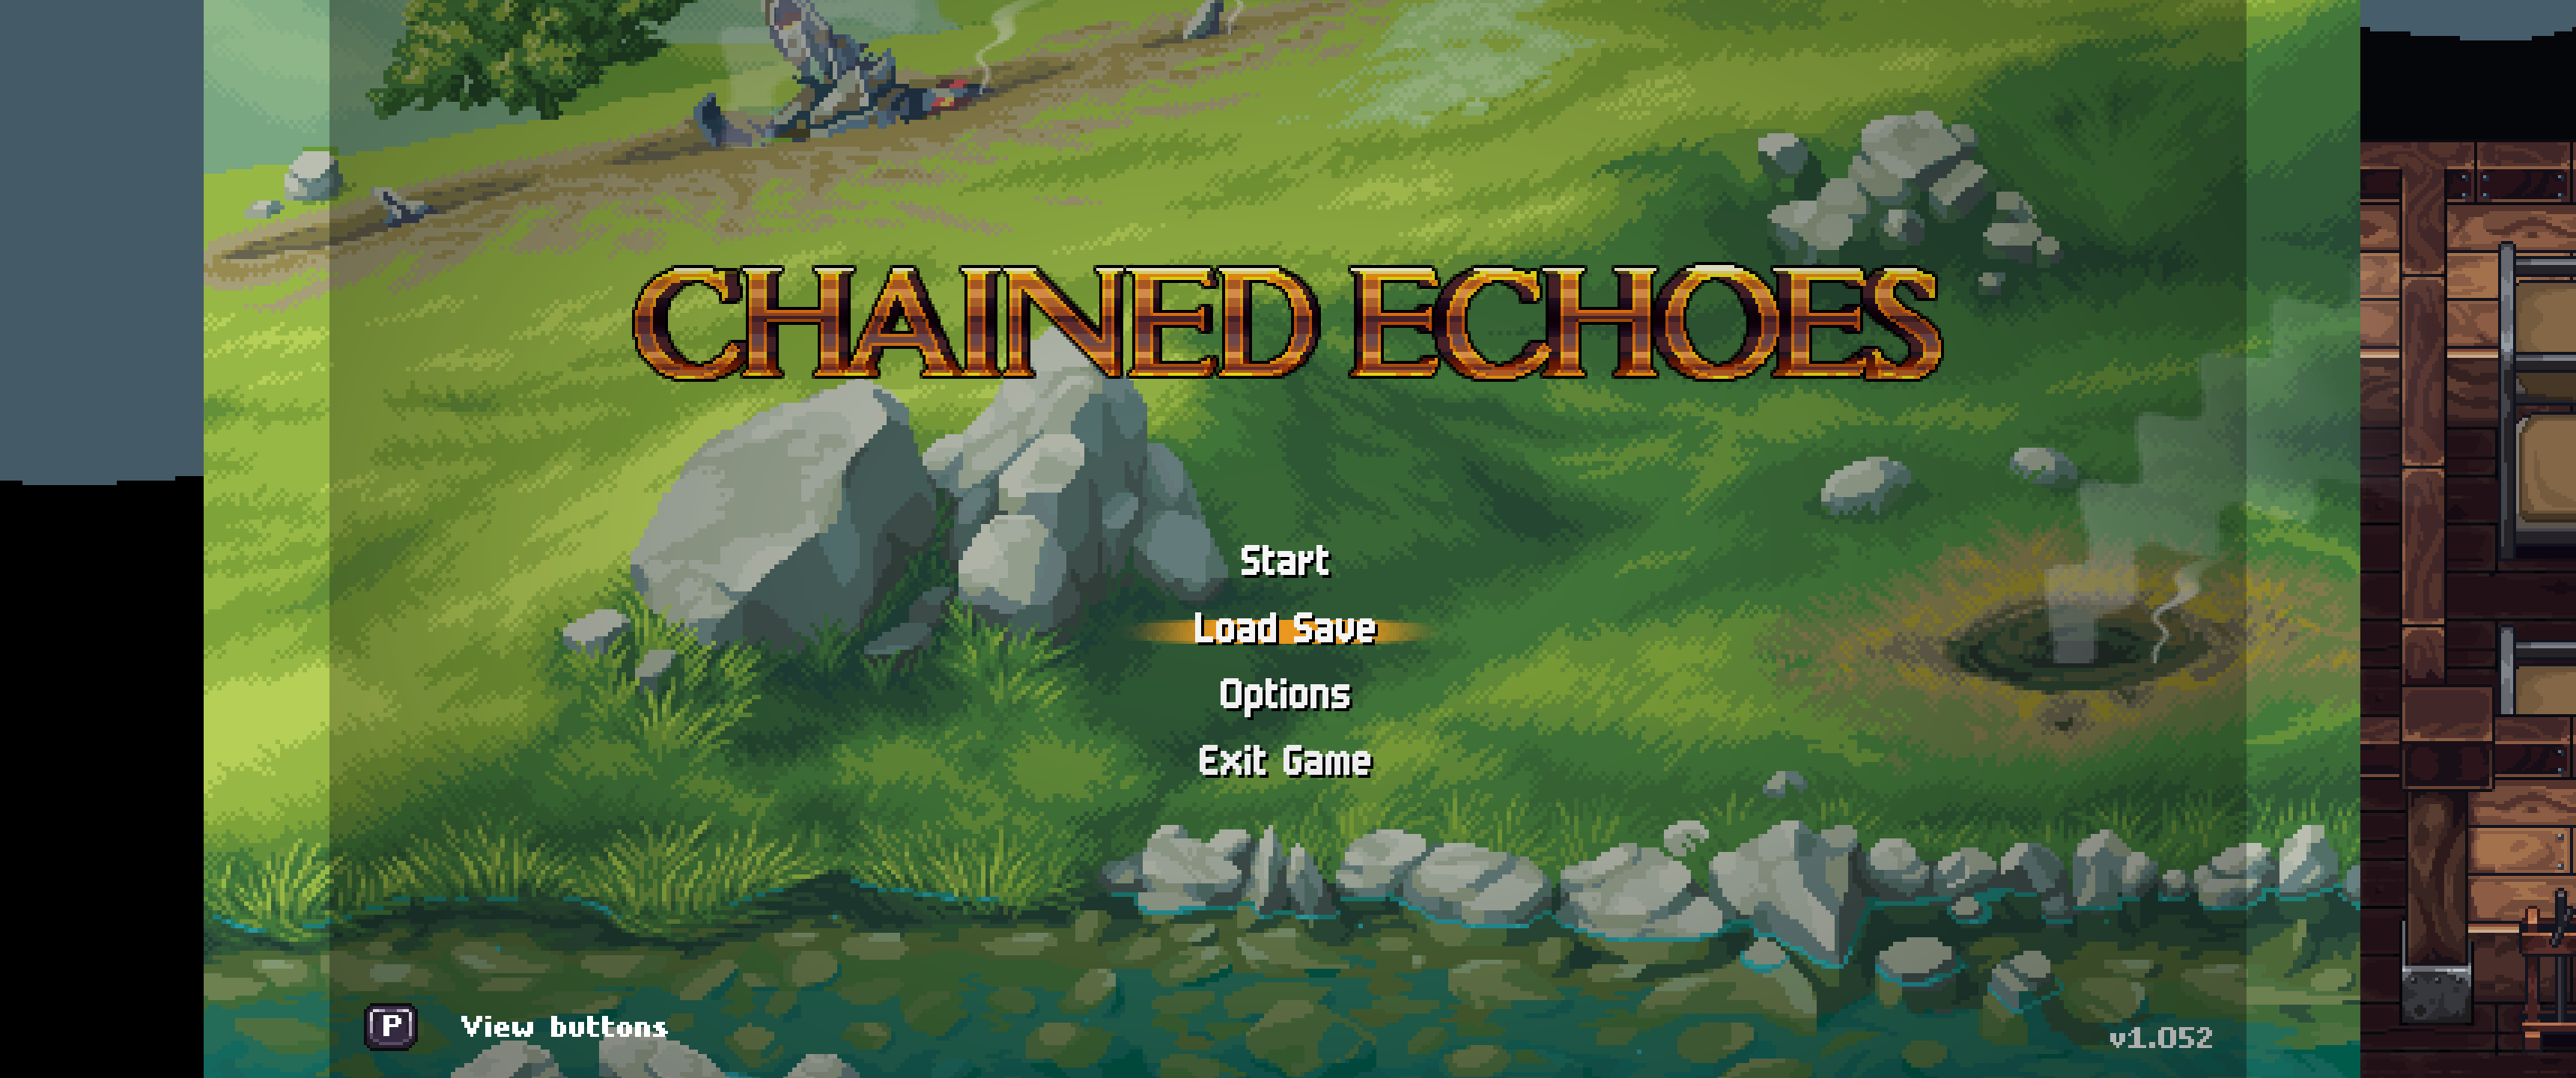 CHAINED ECHOES
Start
Load Save
Options
Exit Game
P View buttons
v1.052